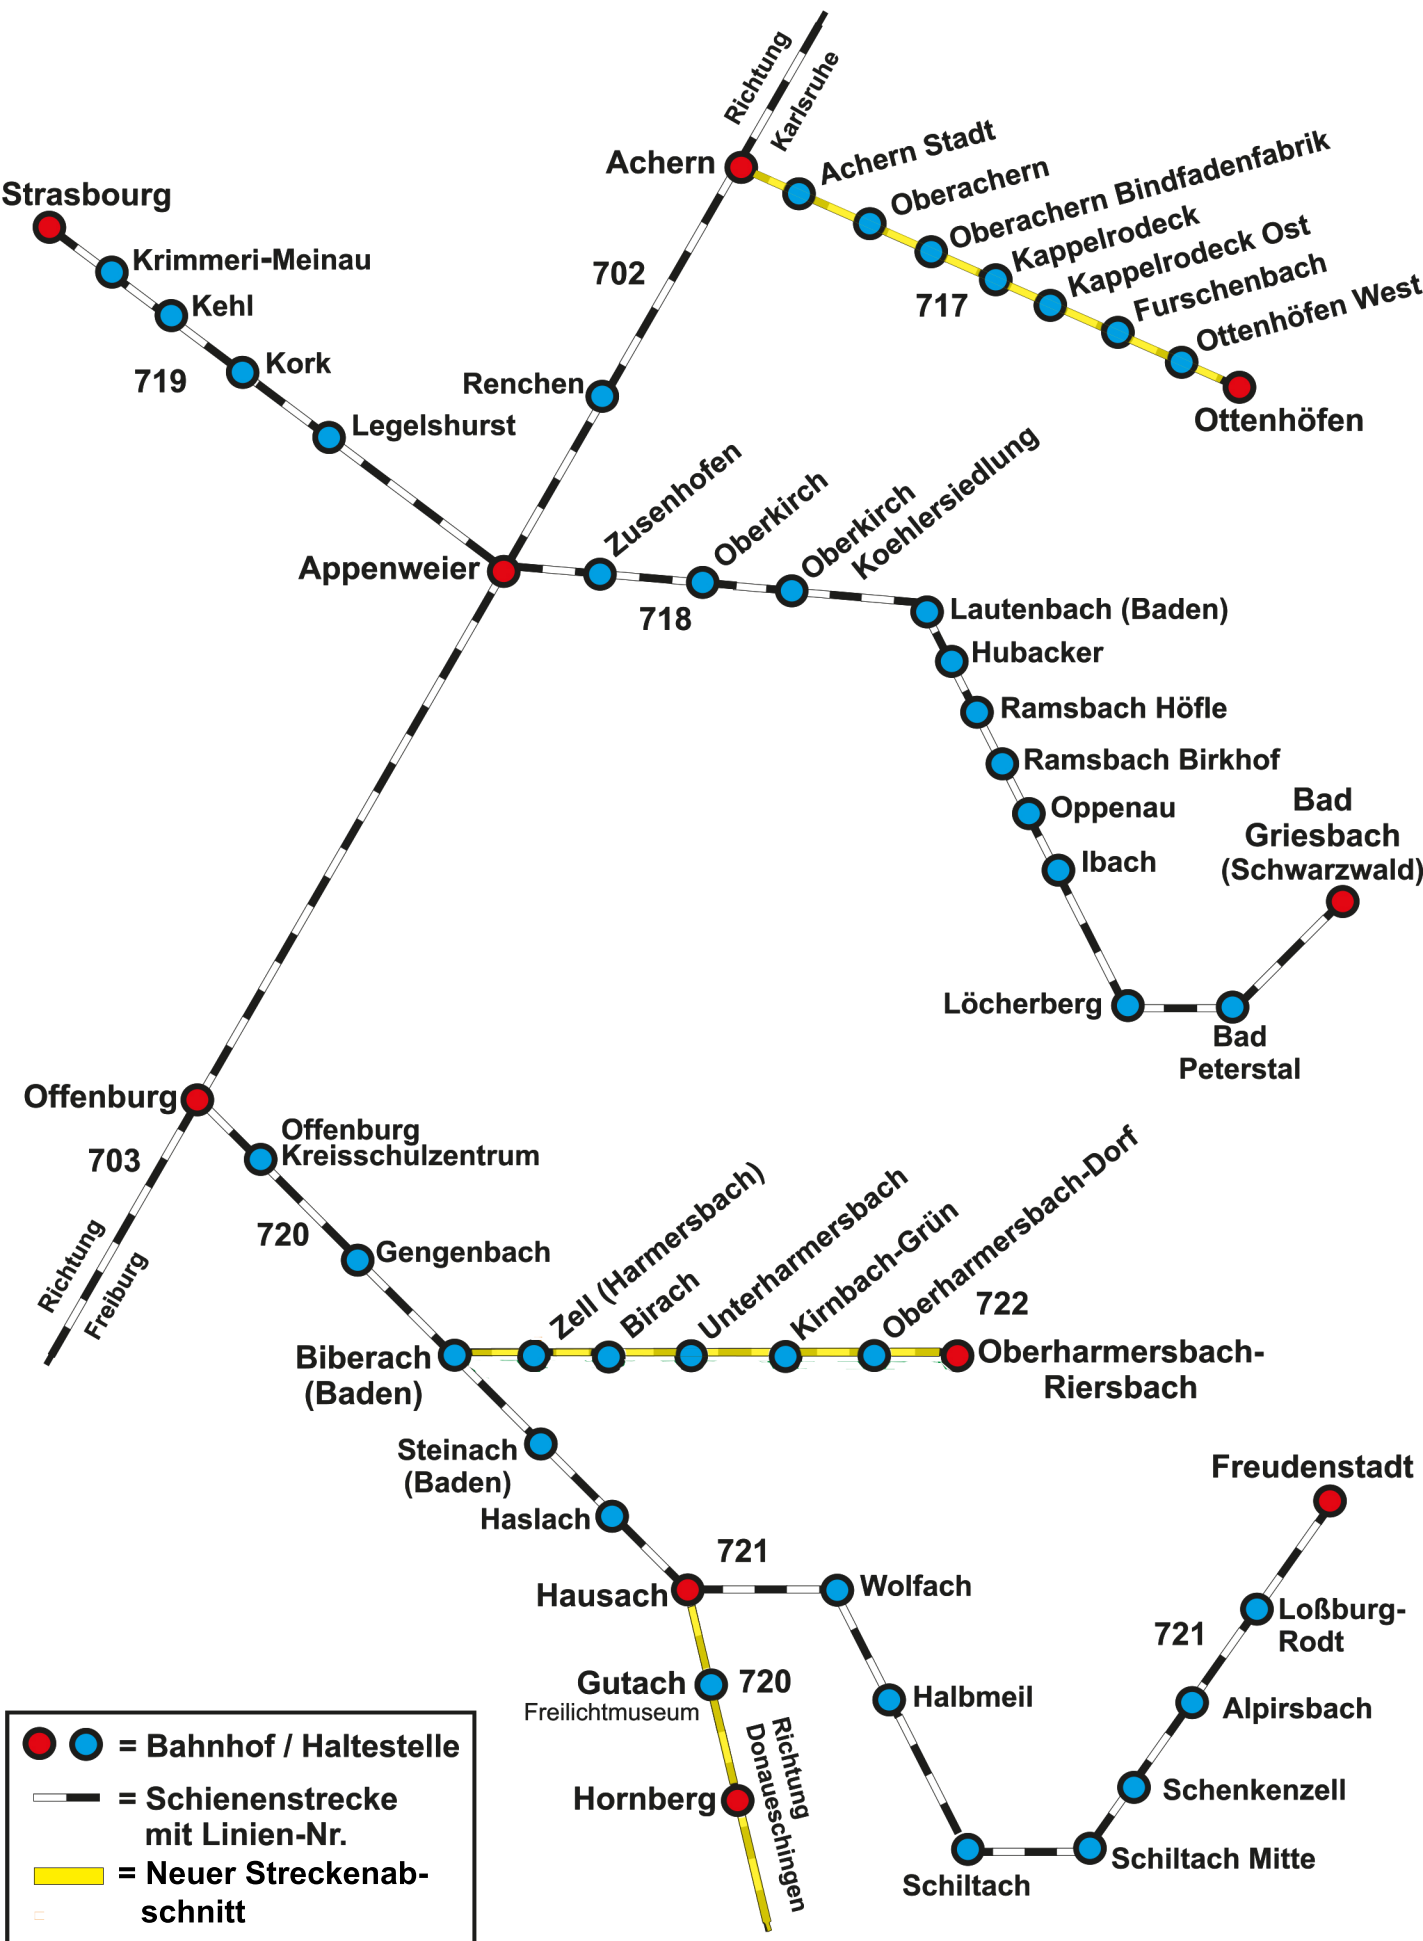 Richtung
Karlsruhe
Achern
Achern Stadt
Oberachern
Oberachern Bindfadenfabrik
Kappelrodeck
Kappelrodeck Ost
Furschenbach
Ottenhöfen West
Ottenhöfen
717
702
Strasbourg
Krimmeri-Meinau
Kehl
Kork
719
Legelshurst
Renchen
Appenweier
Zusenhofen
Oberkirch
Oberkirch
Koehlersiedlung
718
Lautenbach (Baden)
Hubacker
Ramsbach Höfle
Ramsbach Birkhof
Oppenau
Ibach
Bad
Griesbach
(Schwarzwald)
Löcherberg
Bad
Peterstal
Offenburg
703
Richtung
Freiburg
Offenburg
Kreisschulzentrum
720
Gengenbach
Biberach
(Baden)
Zell (Harmersbach)
Birach
Unterharmersbach
Kirnbach-Grün
Oberharmersbach-Dorf
722
Oberharmersbach-
Riersbach
Steinach
(Baden)
Haslach
Hausach
721
Wolfach
Halbmeil
Schiltach
Schiltach Mitte
Schenkenzell
Alpirsbach
721
Loßburg-
Rodt
Freudenstadt
Gutach
Freilichtmuseum
720
Hornberg
Richtung
Donaueschingen
= Bahnhof / Haltestelle
= Schienenstrecke
mit Linien-Nr.
= Neuer Streckenab-
schnitt